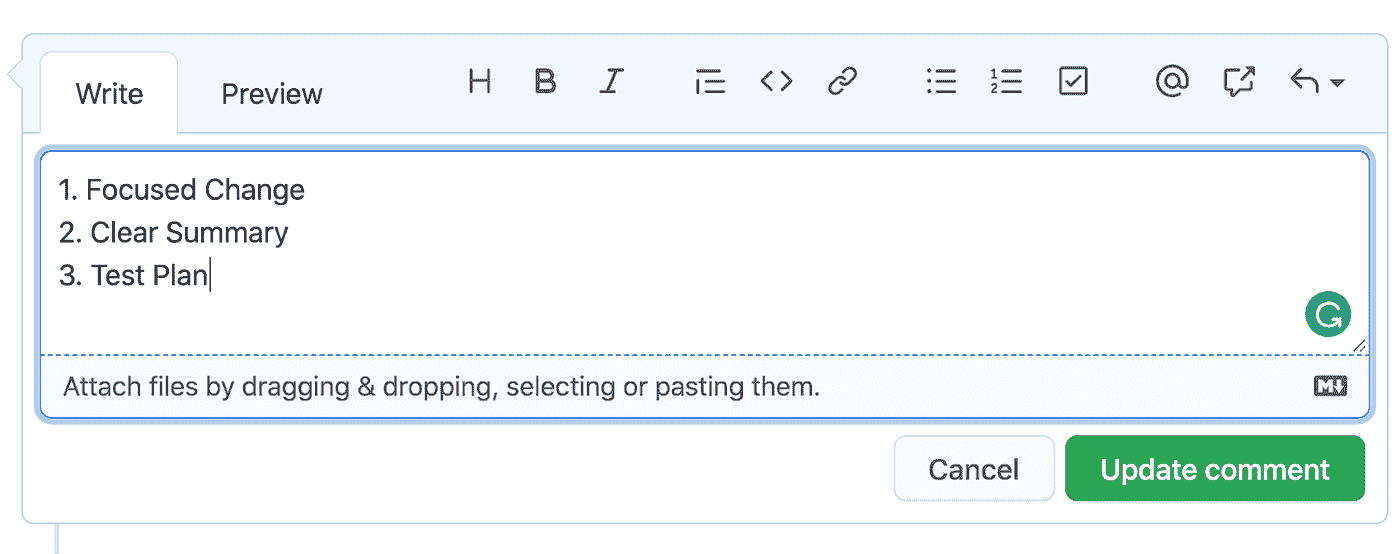 Write Preview H B I
1. Focused Change
2. Clear Summary
3. Test Plan
Attach files by dragging & dropping, selecting or pasting them.
Cancel Update comment